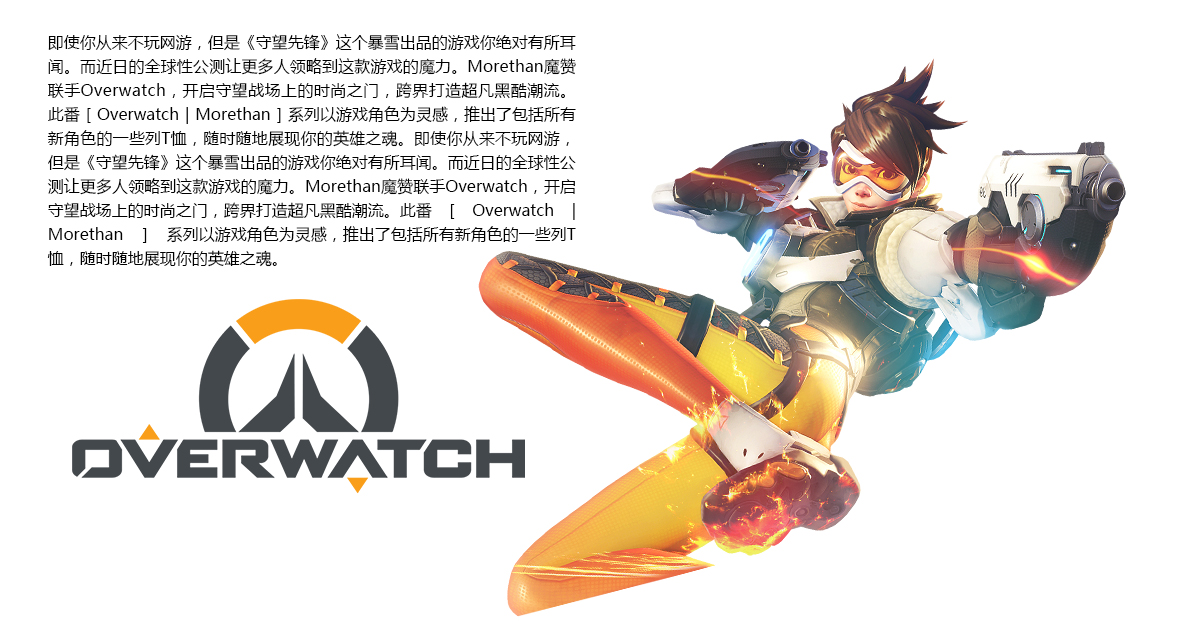 即使你从来不玩网游，但是《守望先锋》这个暴雪出品的游戏你绝对有所耳
闻。而近日的全球性公测让更多人领略到这款游戏的魔力。Morethan魔赞
联手Overwatch，开启守望战场上的时尚之门，跨界打造超凡黑酷潮流。
此番 [ Overwatch | Morethan ] 系列以游戏角色为灵感，推出了包括所有
新角色的一些列T恤，随时随地展现你的英雄之魂。即使你从来不玩网游，
但是《守望先锋》这个暴雪出品的游戏你绝对有所耳闻。而近日的全球性公
测让更多人领略到这款游戏的魔力。Morethan魔赞联手Overwatch，开启
守望战场上的时尚之门，跨界打造超凡黑酷潮流。此番 [ Overwatch |
Morethan ] 系列以游戏角色为灵感，推出了包括所有新角色的一些列T
恤，随时随地展现你的英雄之魂。
OVERWATCH